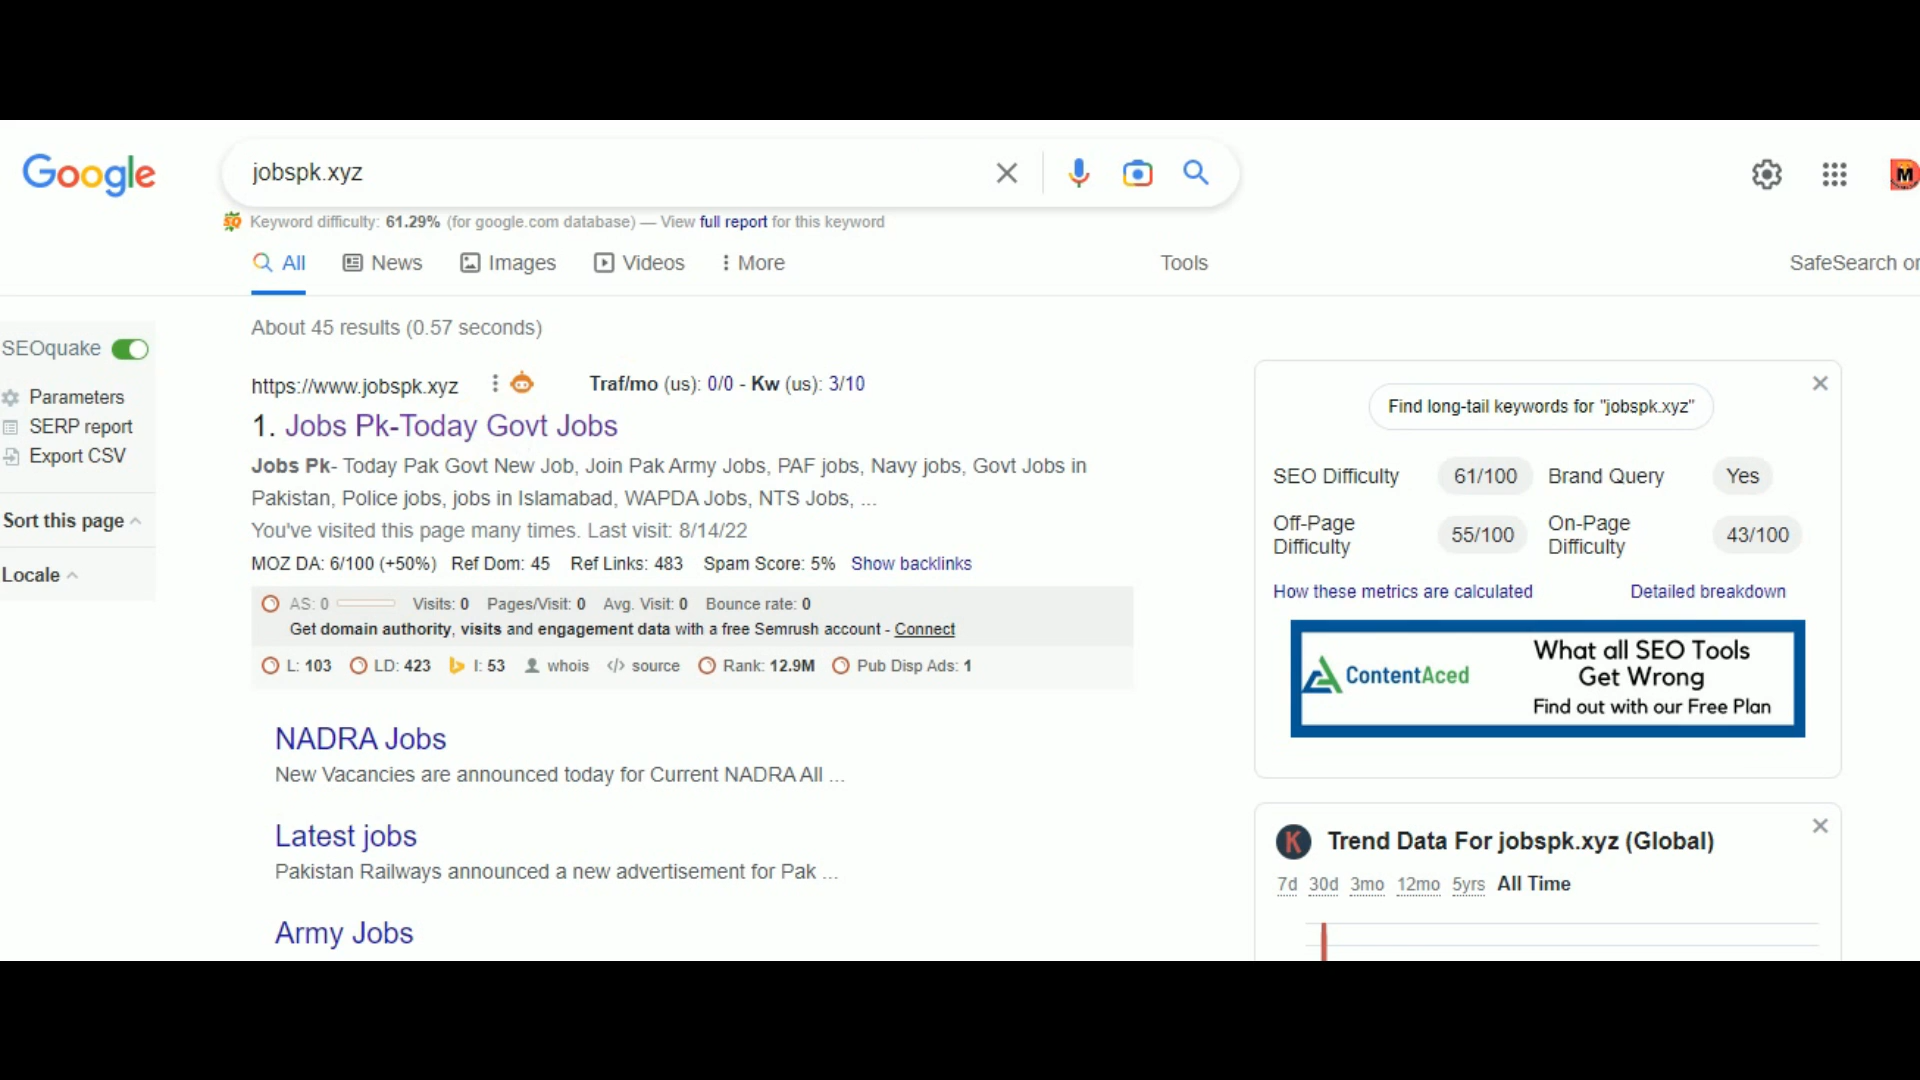 Google
jobspk.xyz
Keyword difficulty: 61.29% (for google.com database) — View full report for this keyword
All News Images Videos More Tools SafeSearch on
About 45 results (0.57 seconds)
SEOquake
Parameters
SERP report
Export CSV
Sort this page
Locale
https://www.jobspk.xyz Traf/mo (us): 0/0 - Kw (us): 3/10
1. Jobs Pk-Today Govt Jobs
Jobs Pk- Today Pak Govt New Job, Join Pak Army Jobs, PAF jobs, Navy jobs, Govt Jobs in
Pakistan, Police jobs, jobs in Islamabad, WAPDA Jobs, NTS Jobs, ...
You've visited this page many times. Last visit: 8/14/22
MOZ DA: 6/100 (+50%) Ref Dom: 45 Ref Links: 483 Spam Score: 5% Show backlinks
AS: 0 Visits: 0 Pages/Visit: 0 Avg. Visit: 0 Bounce rate: 0
Get domain authority, visits and engagement data with a free Semrush account - Connect
L: 103 LD: 423 I: 53 whois source Rank: 12.9M Pub Disp Ads: 1
NADRA Jobs
New Vacancies are announced today for Current NADRA All ...
Latest jobs
Pakistan Railways announced a new advertisement for Pak ...
Army Jobs
Find long-tail keywords for "jobspk.xyz"
SEO Difficulty 61/100 Brand Query Yes
Off-Page Difficulty 55/100 On-Page Difficulty 43/100
How these metrics are calculated Detailed breakdown
ContentAced
What all SEO Tools
Get Wrong
Find out with our Free Plan
K Trend Data For jobspk.xyz (Global)
7d 30d 3mo 12mo 5yrs All Time
M